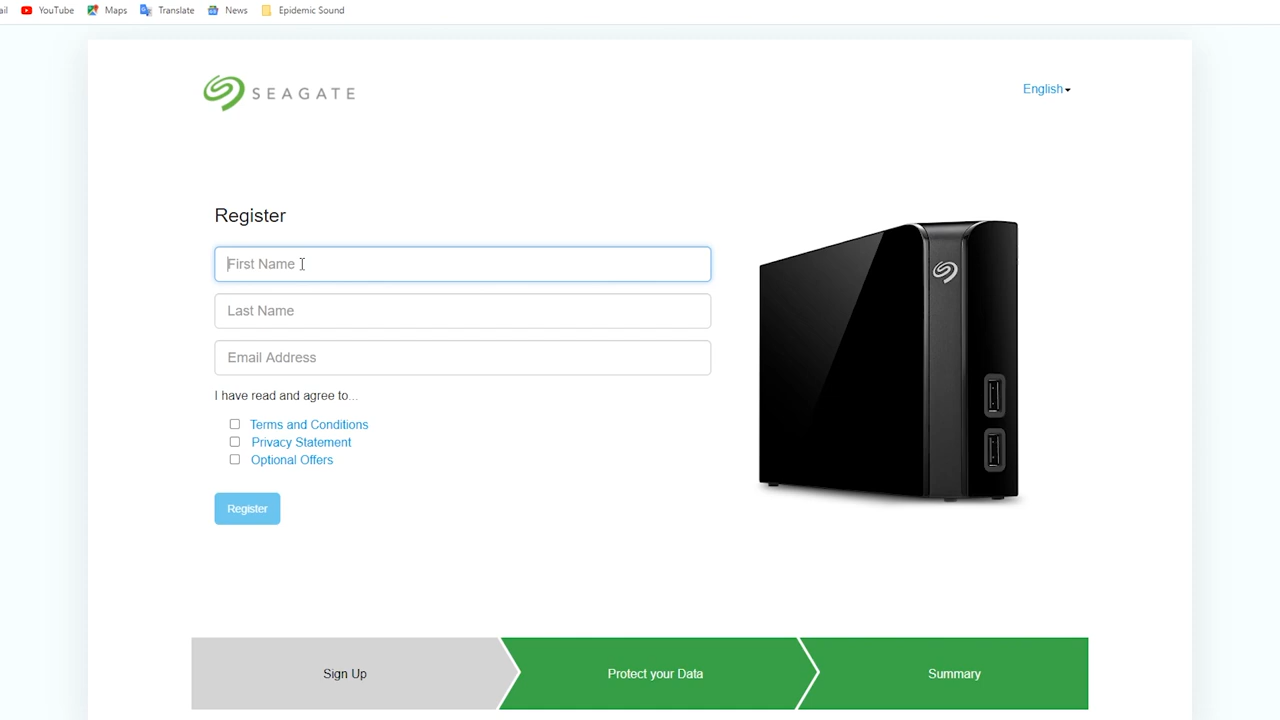 YouTube Maps Translate News Epidemic Sound
SEAGATE
English
Register
First Name
Last Name
Email Address
I have read and agree to...
Terms and Conditions
Privacy Statement
Optional Offers
Register
Sign Up Protect your Data Summary